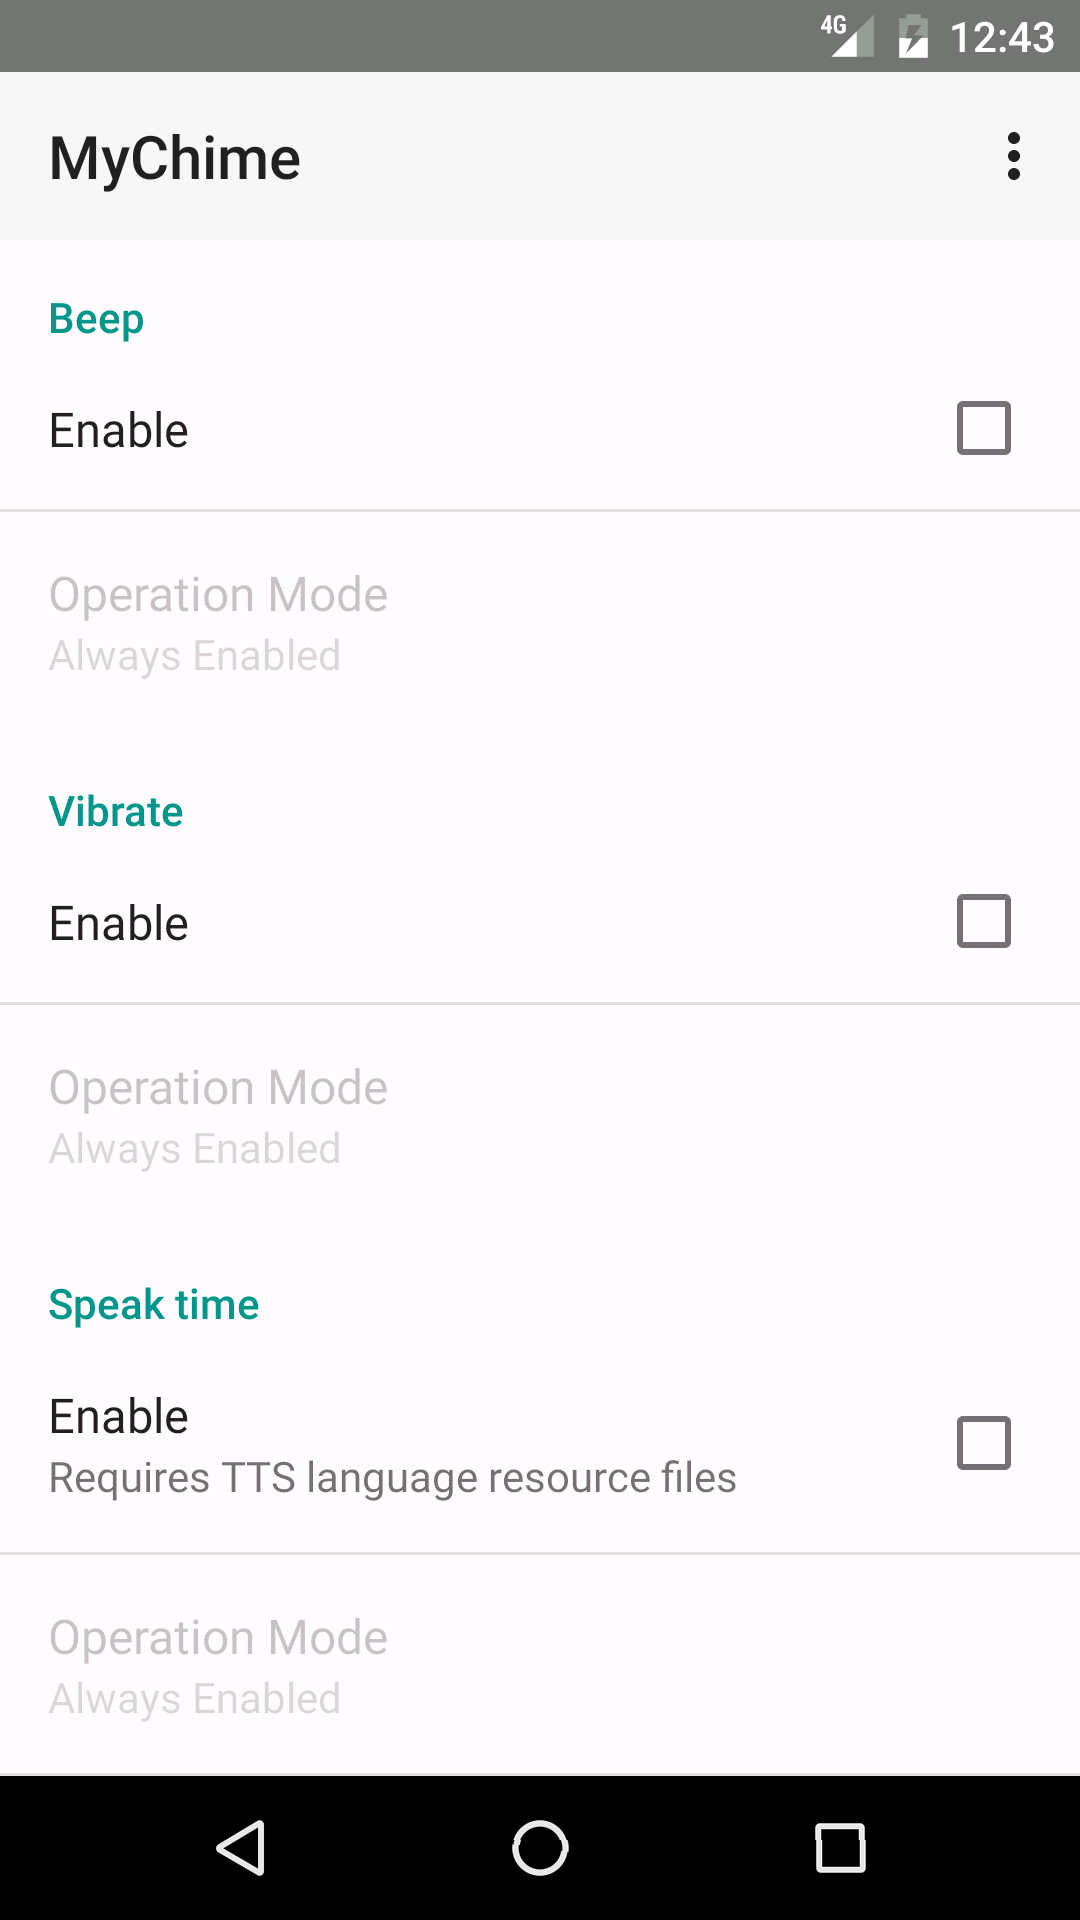 4G 12:43
MyChime
Beep
Enable
Operation Mode
Always Enabled
Vibrate
Enable
Operation Mode
Always Enabled
Speak time
Enable
Requires TTS language resource files
Operation Mode
Always Enabled